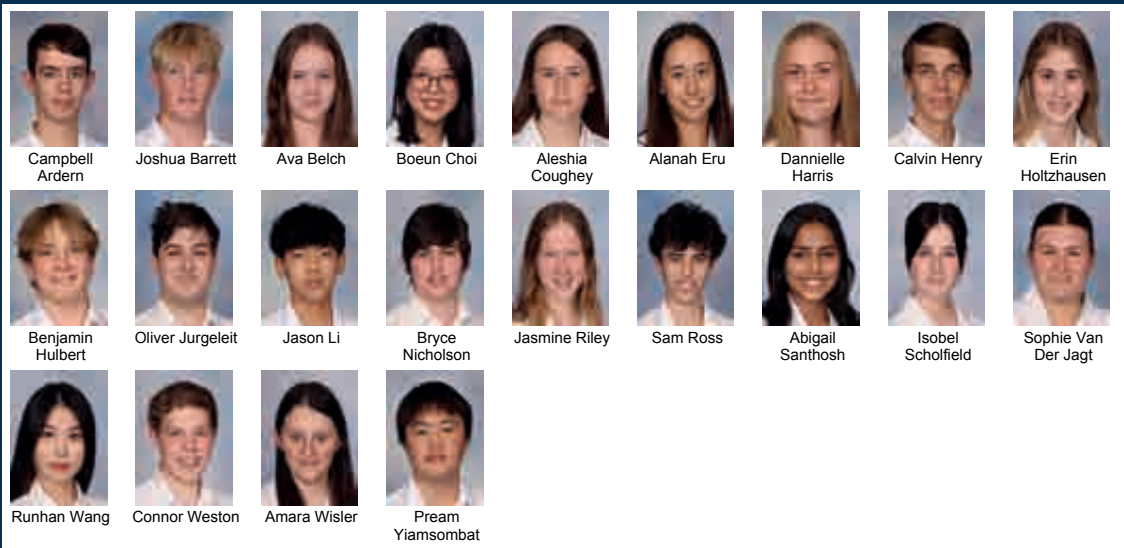 Campbell
Ardern
Joshua Barrett
Ava Belch
Boeun Choi
Aleshia
Coughey
Alanah Eru
Dannielle
Harris
Calvin Henry
Erin
Holtzhausen
Benjamin
Hulbert
Oliver Jurgeleit
Jason Li
Bryce
Nicholson
Jasmine Riley
Sam Ross
Abigail
Santhosh
Isobel
Scholfield
Sophie Van
Der Jagt
Runhan Wang
Connor Weston
Amara Wisler
Pream
Yiamsombat